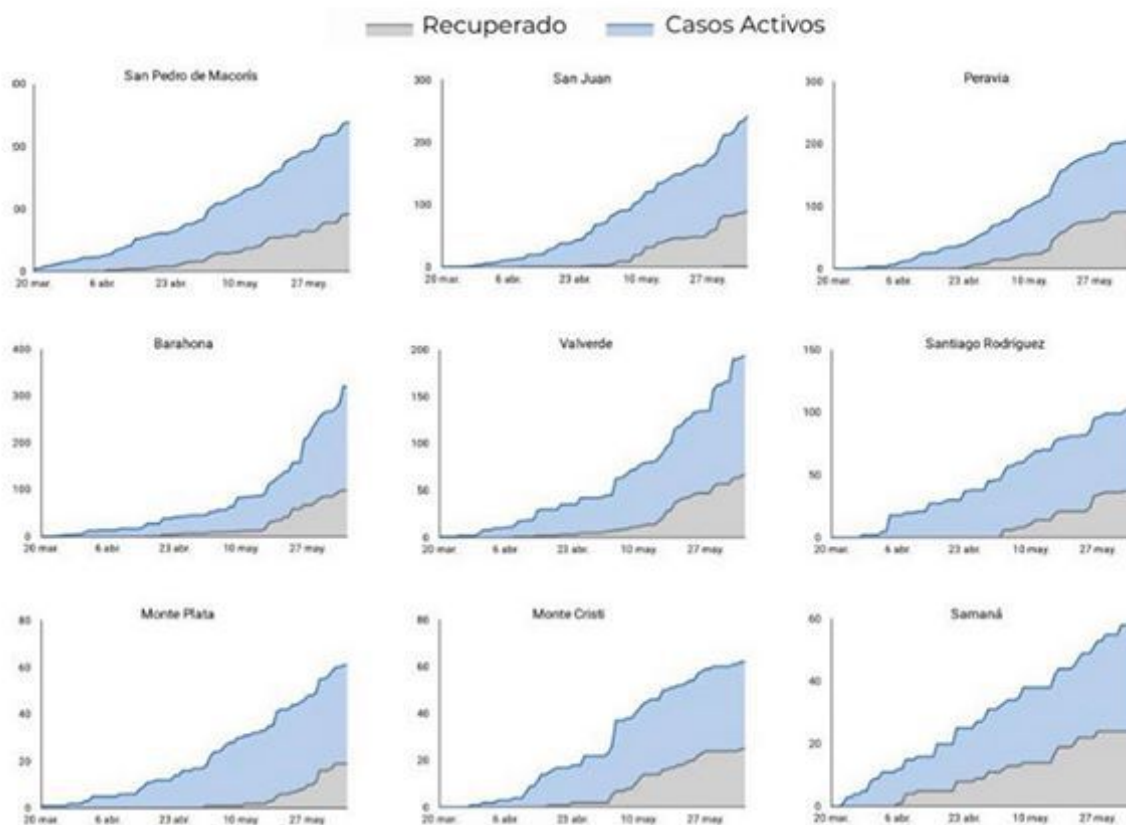 Recuperado Casos Activos
San Pedro de Macorís San Juan Peravia
300 300
200 200
100 100
0 0 0
20 mar. 6 abr. 23 abr. 10 may. 27 may. 20 mar. 6 abr. 23 abr. 10 may. 27 may. 20 mar. 6 abr. 23 abr. 10 may. 27 may.
Barahona Valverde Santiago Rodríguez
400 200 150
300 150
200 100 100
100 50 50
0 0 0
20 mar. 6 abr. 23 abr. 10 may. 27 may. 20 mar. 6 abr. 23 abr. 10 may. 27 may. 20 mar. 6 abr. 23 abr. 10 may. 27 may.
Monte Plata Monte Cristi Samaná
80 80 60
60 60
40 40 40
20 20 20
0 0 0
20 mar. 6 abr. 23 abr. 10 may. 27 may. 20 mar. 6 abr. 23 abr. 10 may. 27 may. 20 mar. 6 abr. 23 abr. 10 may. 27 may.